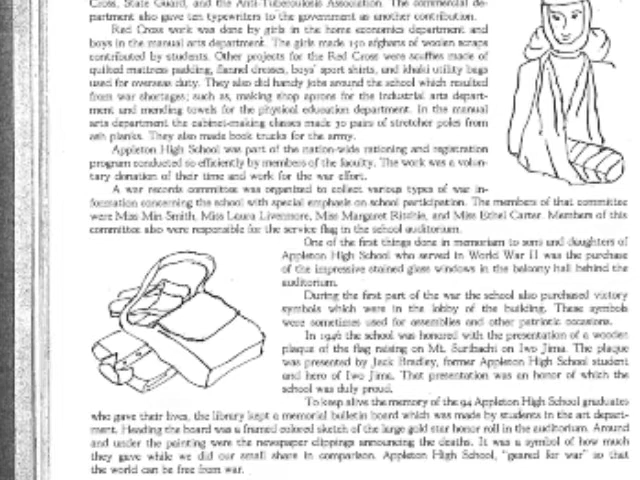 Cross, State Guard, and the Anti-Tuberculosis Association. The commercial de-
partment also gave ten typewriters to the government as another contribution.
Red Cross work was done by girls in the home economics department and
boys in the manual arts department. The girls made 190 afghans of woolen scraps
contributed by students. Other projects for the Red Cross were scuffies made of
quilted mattress padding, flannel dresses, boys' sport shirts, and khaki utility bags
used for overseas duty. They also did handy jobs around the school which resulted
from war shortages; such as, making shop aprons for the industrial arts depart-
ment and mending towels for the physical education department. In the manual
arts department the cabinet-making classes made 30 pairs of stretcher poles from
ash planks. They also made book trucks for the army.
Appleton High School was part of the nation-wide rationing and registration
program conducted so efficiently by members of the faculty. The work was a volun-
tary donation of their time and work for the war effort.
A war records committee was organized to collect various types of war in-
formation concerning the school with special emphasis on school participation. The members of that committee
were Miss Min Smith, Miss Laura Livermore, Miss Margaret Ritchie, and Miss Ethel Carter. Members of this
committee also were responsible for the service flag in the school auditorium.
One of the first things done in memoriam to sons and daughters of
Appleton High School who served in World War II was the purchase
of the impressive stained glass windows in the balcony hall behind the
auditorium.
During the first part of the war the school also purchased victory
symbols which were in the lobby of the building. These symbols
were sometimes used for assemblies and other patriotic occasions.
In 1946 the school was honored with the presentation of a wooden
plaque of the flag raising on Mt. Suribachi on Iwo Jima. The plaque
was presented by Jack Bradley, former Appleton High School student
and hero of Iwo Jima. That presentation was an honor of which the
school was duly proud.
To keep alive the memory of the 94 Appleton High School graduates
who gave their lives, the library kept a memorial bulletin board which was made by students in the art depart-
ment. Heading the board was a framed colored sketch of the large gold star honor roll in the auditorium. Around
and under the painting were the newspaper clippings announcing the deaths. It was a symbol of how much
they gave while we did our small share in comparison. Appleton High School, "geared for war" so that
the world can be free from war.